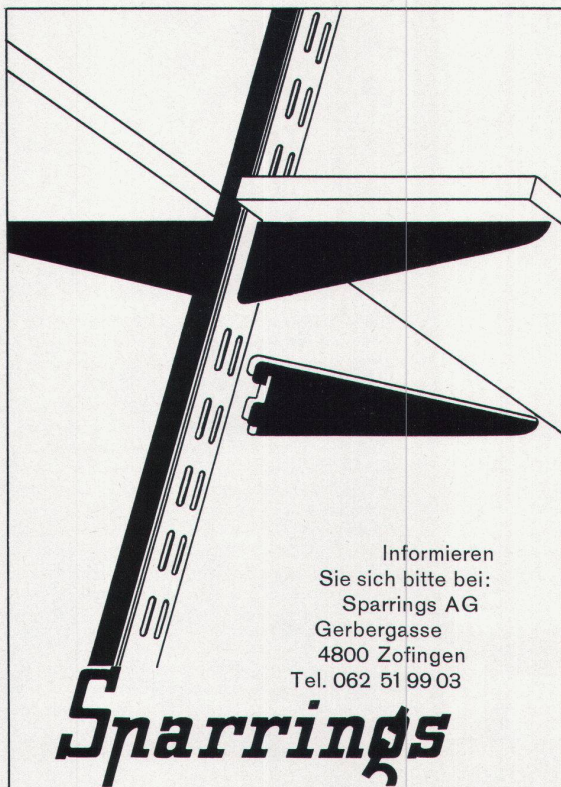 Informieren
Sie sich bitte bei:
Sparrings AG
Gerbergasse
4800 Zofingen
Tel. 062 51 99 03
Sparrings